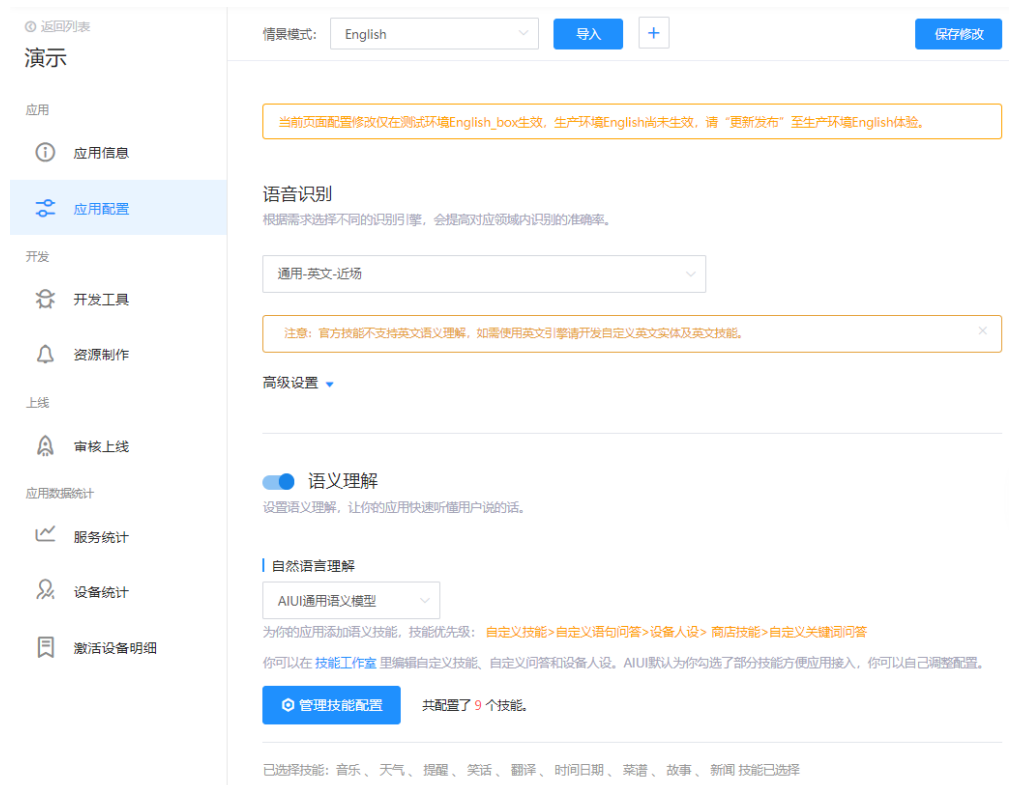 返回列表
演示
应用
应用信息
应用配置
开发
开发工具
资源制作
上线
审核上线
应用数据统计
服务统计
设备统计
激活设备明细
情景模式: English 导入 + 保存修改
当前页面配置修改仅在测试环境English_box生效，生产环境English尚未生效，请“更新发布”至生产环境English体验。
语音识别
根据需求选择不同的识别引擎，会提高对应领域内识别的准确率。
通用-英文-近场
注意：官方技能不支持英文语义理解，如需使用英文引擎请开发自定义英文实体及英文技能。
高级设置
语义理解
设置语义理解，让你的应用快速听懂用户说的话。
自然语言理解
AIUI通用语义模型
为你的应用添加语义技能，技能优先级： 自定义技能>自定义语句问答>设备人设> 商店技能>自定义关键词问答
你可以在 技能工作室 里编辑自定义技能、自定义问答和设备人设。AIUI默认为你勾选了部分技能方便应用接入，你可以自己调整配置。
管理技能配置 共配置了 9 个技能。
已选择技能：音乐 、 天气 、 提醒 、 笑话 、 翻译 、 时间日期 、 菜谱 、 故事 、 新闻 技能已选择